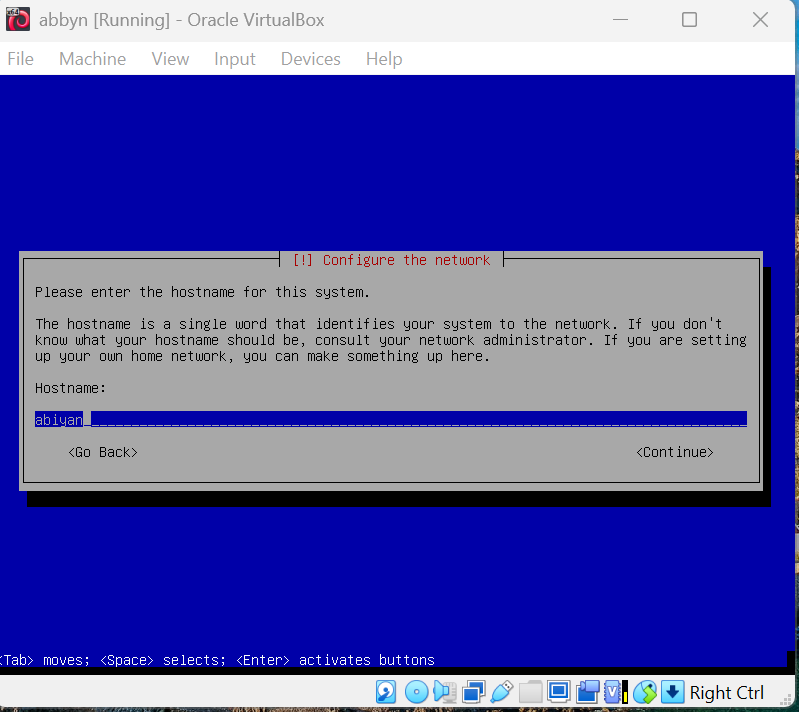 abbyn [Running] - Oracle VirtualBox
File Machine View Input Devices Help
[!] Configure the network
Please enter the hostname for this system.
The hostname is a single word that identifies your system to the network. If you don't
know what your hostname should be, consult your network administrator. If you are setting
up your own home network, you can make something up here.
Hostname:
abiyan
<Go Back> <Continue>
<Tab> moves; <Space> selects; <Enter> activates buttons
Right Ctrl